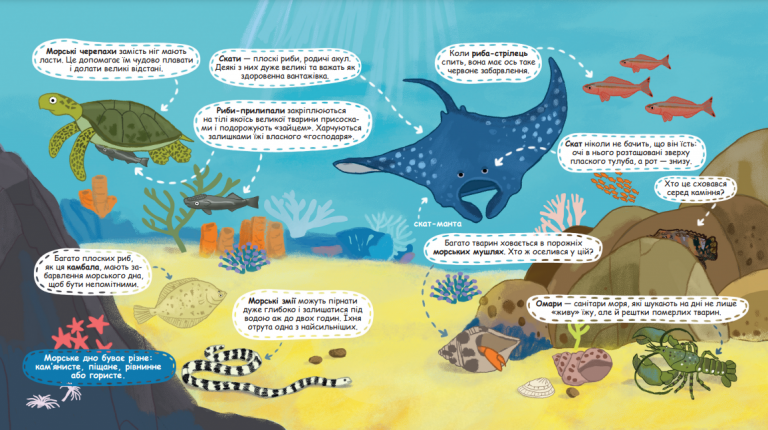 Морські черепахи замість ніг мають
ласти. Це допомагає їм чудово плавати
і долати великі відстані.
Скати — плоскі риби, родичі акул.
Деякі з них дуже великі та важать як
здоровенна вантажівка.
Коли риба-стрілець
спить, вона має ось таке
червоне забарвлення.
Риби-прилипали закріплюються
на тілі якоїсь великої тварини присоска-
ми і подорожують «зайцем». Харчуються
залишками їжі власного «господаря».
Скат ніколи не бачить, що він їсть:
очі в нього розташовані зверху
плаского тулуба, а рот — знизу.
Хто це сховався
серед каміння?
скат-манта
Багато тварин ховається в порожніх
морських мушлях. Хто ж оселився у цій?
Багато плоских риб,
як ця камбала, мають за-
барвлення морського дна,
щоб бути непомітними.
Морські змії можуть пірнати
дуже глибоко і залишатися під
водою аж до двох годин. Їхня
отрута одна з найсильніших.
Омари — санітари моря, які шукають на дні не лише
«живу» їжу, але й рештки померлих тварин.
Морське дно буває різне:
кам'янисте, піщане, рівнинне
або гористе.